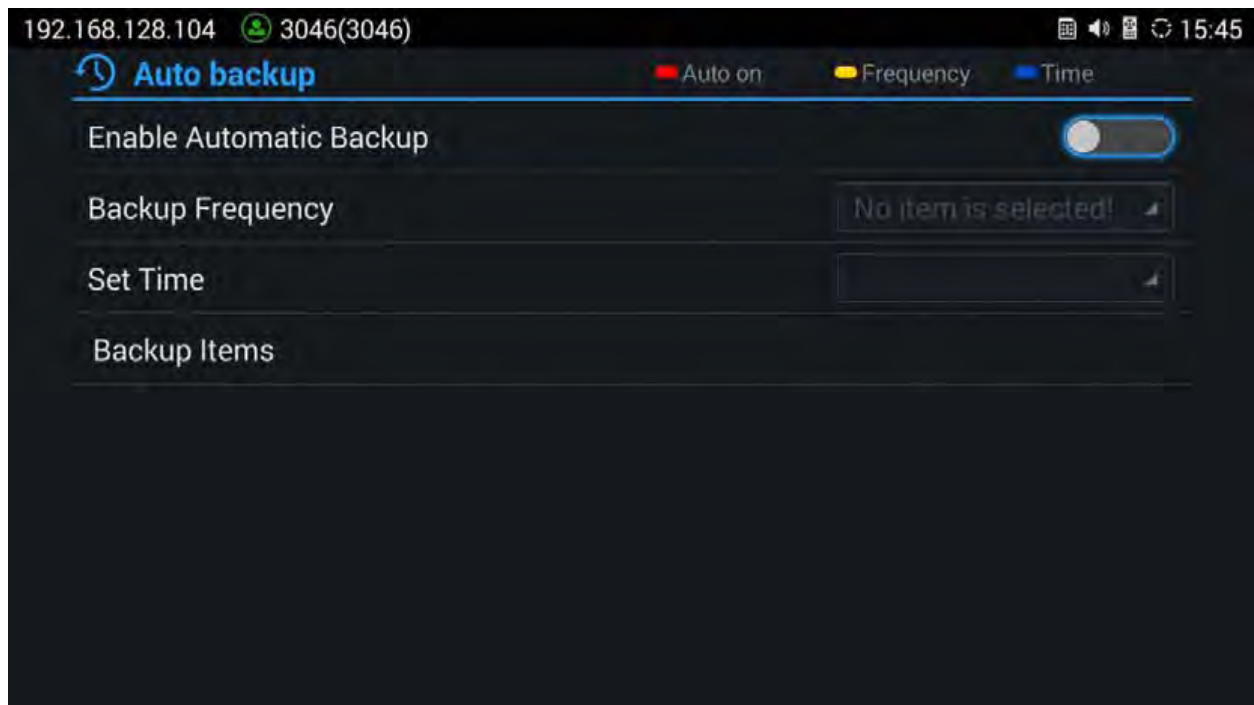 192.168.128.104 3046(3046) 15:45
Auto backup Auto on Frequency Time
Enable Automatic Backup
Backup Frequency No item is selected!
Set Time
Backup Items